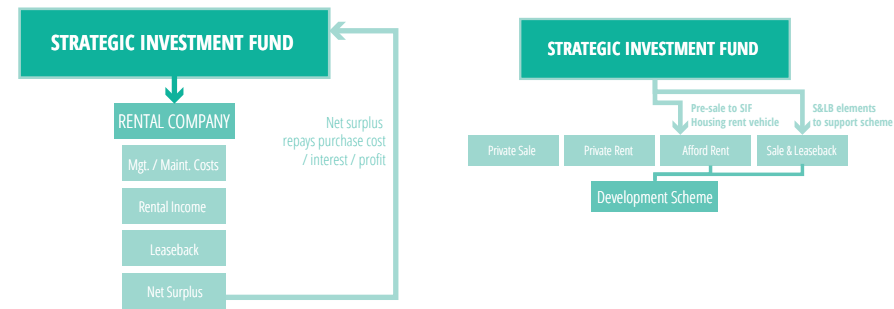 STRATEGIC INVESTMENT FUND
RENTAL COMPANY
Mgt. / Maint. Costs
Rental Income
Leaseback
Net Surplus
Net surplus
repays purchase cost
/ interest / profit
STRATEGIC INVESTMENT FUND
Pre-sale to SIF
Housing rent vehicle
S&LB elements
to support scheme
Private Sale
Private Rent
Afford Rent
Sale & Leaseback
Development Scheme